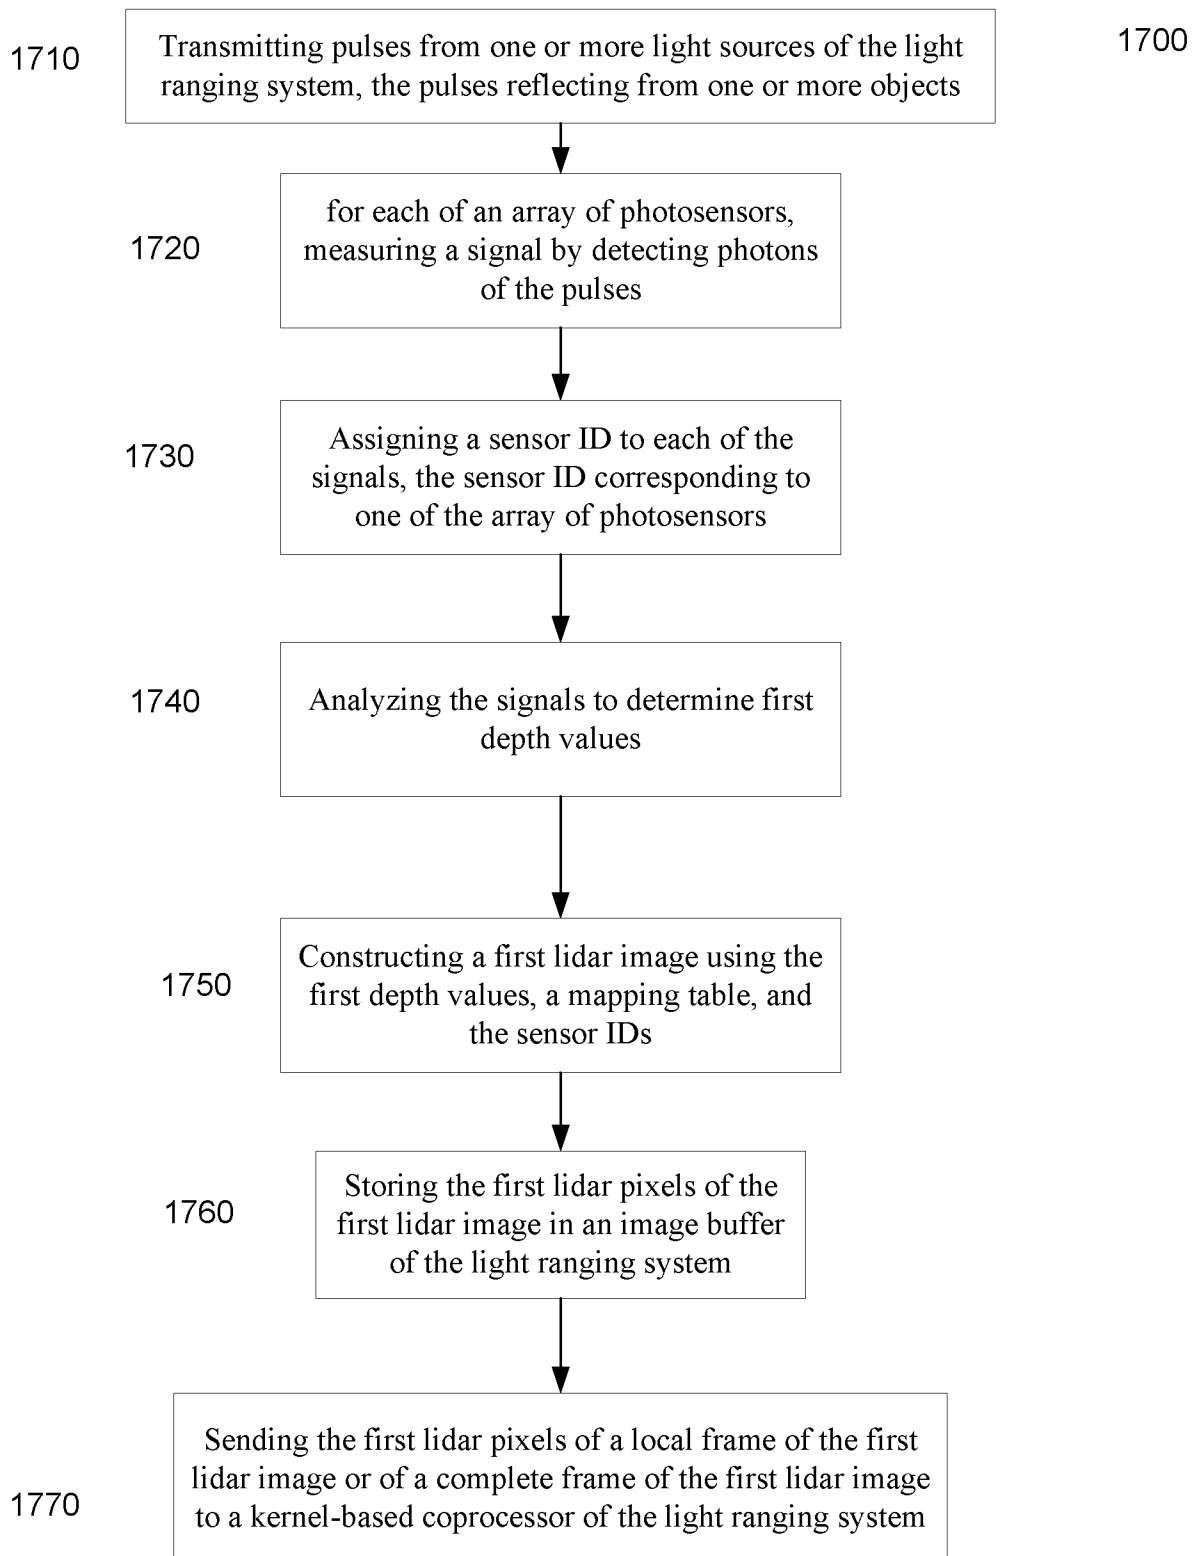 1700
1710
Transmitting pulses from one or more light sources of the light
ranging system, the pulses reflecting from one or more objects
1720
for each of an array of photosensors,
measuring a signal by detecting photons
of the pulses
1730
Assigning a sensor ID to each of the
signals, the sensor ID corresponding to
one of the array of photosensors
1740
Analyzing the signals to determine first
depth values
1750
Constructing a first lidar image using the
first depth values, a mapping table, and
the sensor IDs
1760
Storing the first lidar pixels of the
first lidar image in an image buffer
of the light ranging system
1770
Sending the first lidar pixels of a local frame of the first
lidar image or of a complete frame of the first lidar image
to a kernel-based coprocessor of the light ranging system